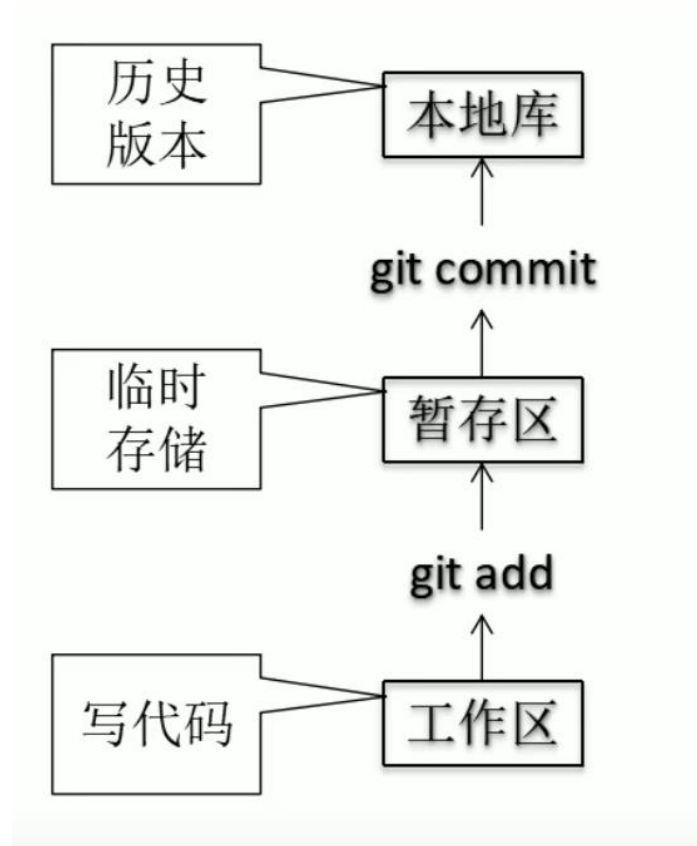 历史
版本
本地库
git commit
临时
存储
暂存区
git add
写代码
工作区